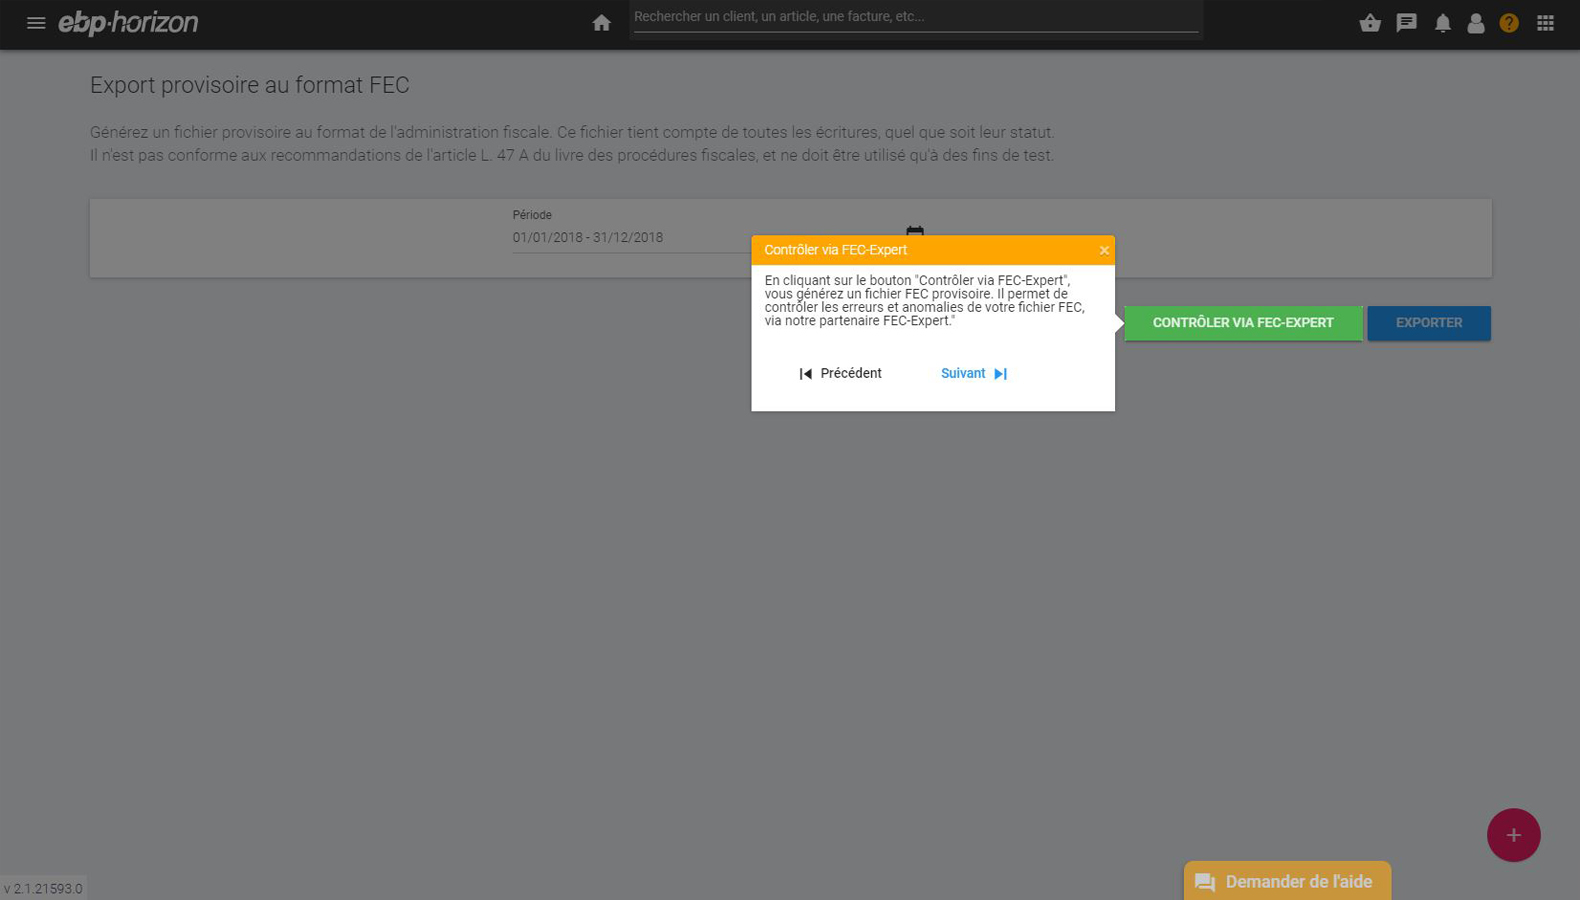 ebp·horizon
Rechercher un client, un article, une facture, etc...
?
Export provisoire au format FEC
Générez un fichier provisoire au format de l'administration fiscale. Ce fichier tient compte de toutes les écritures, quel que soit leur statut.
Il n'est pas conforme aux recommandations de l'article L. 47 A du livre des procédures fiscales, et ne doit être utilisé qu'à des fins de test.
Période
01/01/2018 - 31/12/2018
Contrôler via FEC-Expert ×
En cliquant sur le bouton "Contrôler via FEC-Expert",
vous générez un fichier FEC provisoire. Il permet de
contrôler les erreurs et anomalies de votre fichier FEC,
via notre partenaire FEC-Expert."
Précédent Suivant
CONTRÔLER VIA FEC-EXPERT EXPORTER
+
Demander de l'aide
v 2.1.21593.0